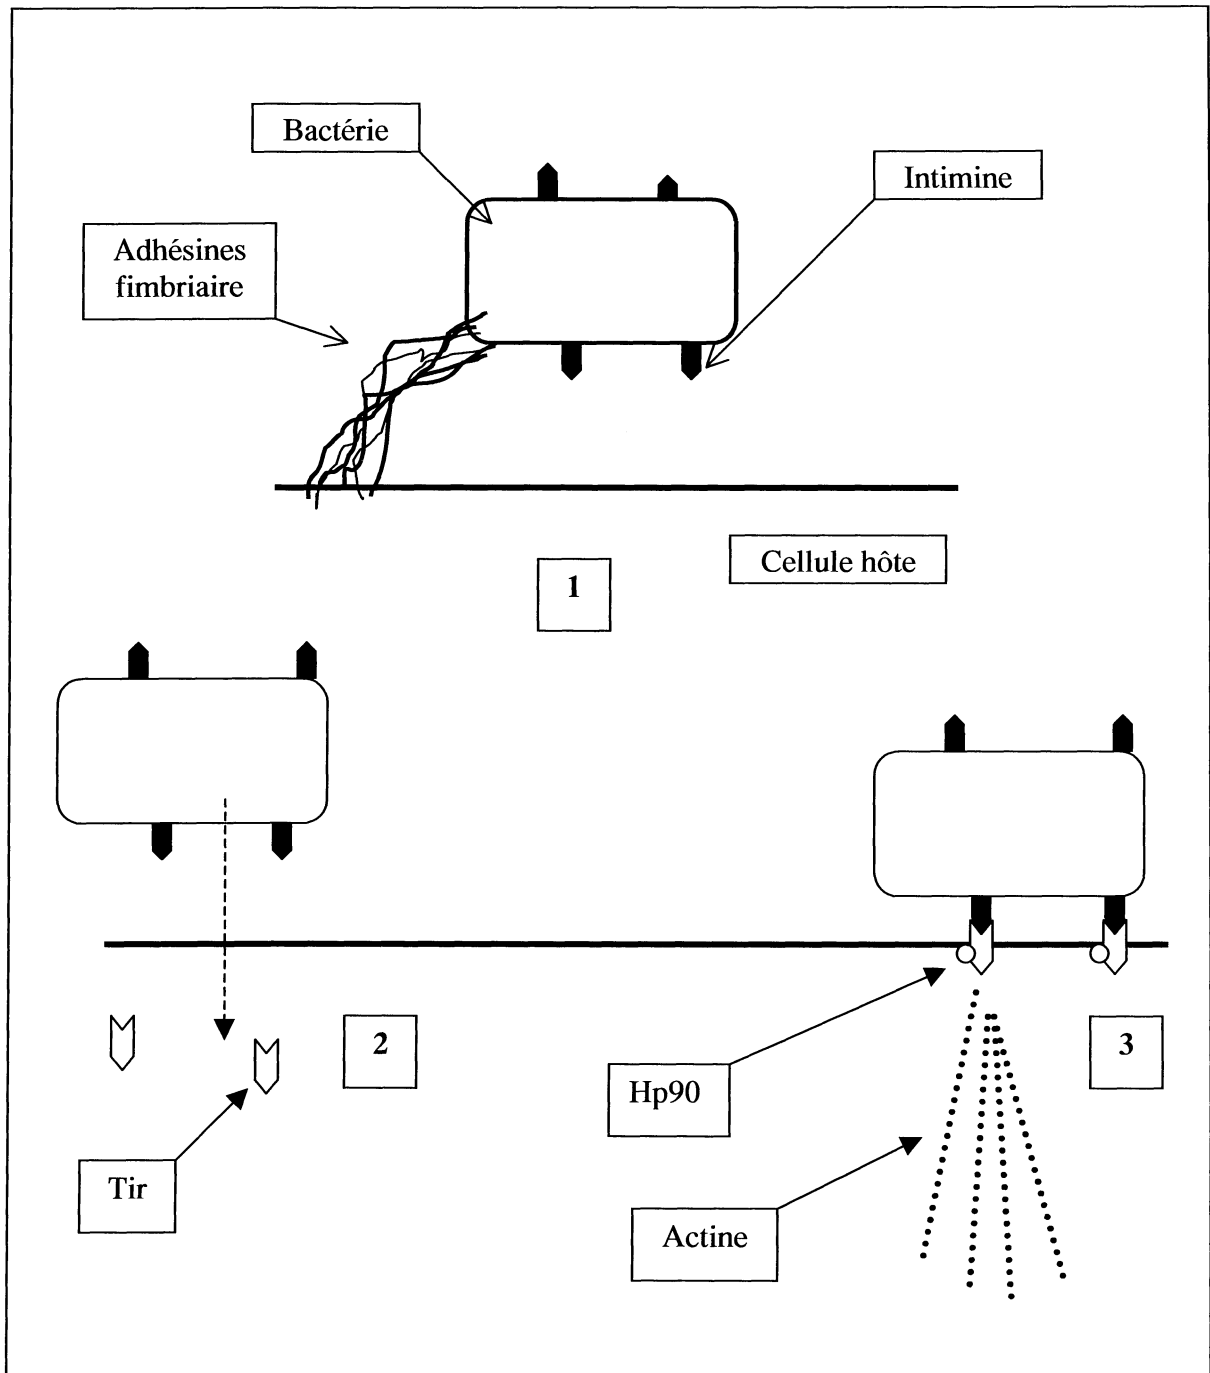 Bactérie
Intimine
Adhésines
fimbriaire
Cellule hôte
1
2
3
Hp90
Tir
Actine